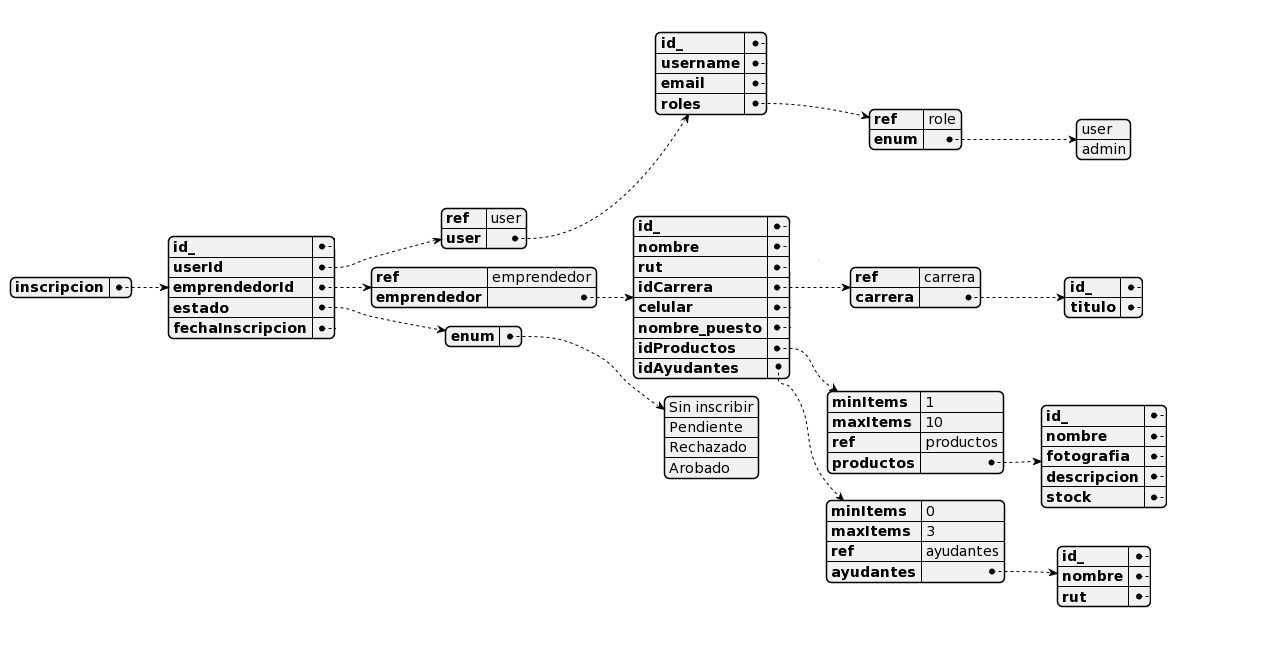 inscripcion
id_
userId
emprendedorId
estado
fechaInscripcion
ref user
user
ref emprendedor
emprendedor
enum
id_
username
email
roles
ref role
enum
user
admin
id_
nombre
rut
idCarrera
celular
nombre_puesto
idProductos
idAyudantes
Sin inscribir
Pendiente
Rechazado
Arobado
ref carrera
carrera
id_
titulo
minItems 1
maxItems 10
ref productos
productos
id_
nombre
fotografia
descripcion
stock
minItems 0
maxItems 3
ref ayudantes
ayudantes
id_
nombre
rut